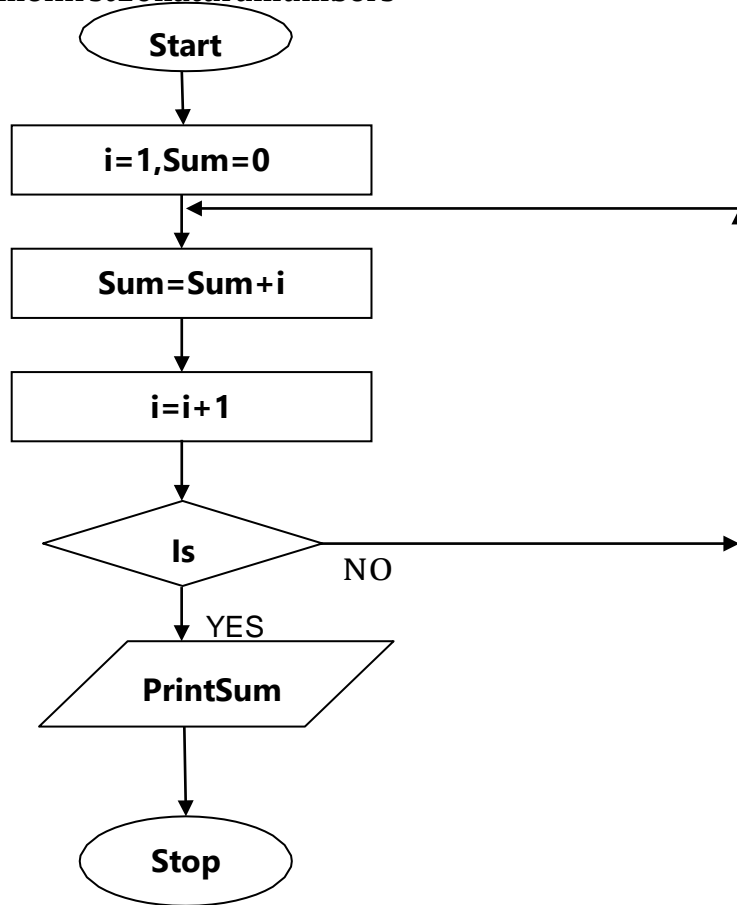 Start
i=1,Sum=0
Sum=Sum+i
i=i+1
Is
NO
YES
PrintSum
Stop